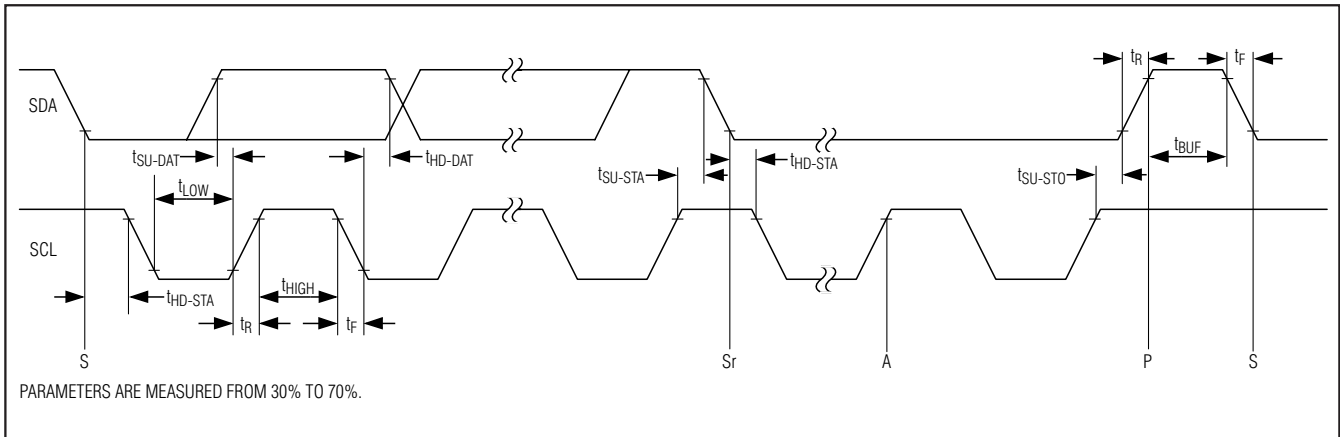 tR tF
SDA
tSU-DAT tHD-DAT tSU-STA tHD-STA tSU-STO tBUF
tLOW
SCL
tHD-STA tHIGH
tR tF
S Sr A P S
PARAMETERS ARE MEASURED FROM 30% TO 70%.